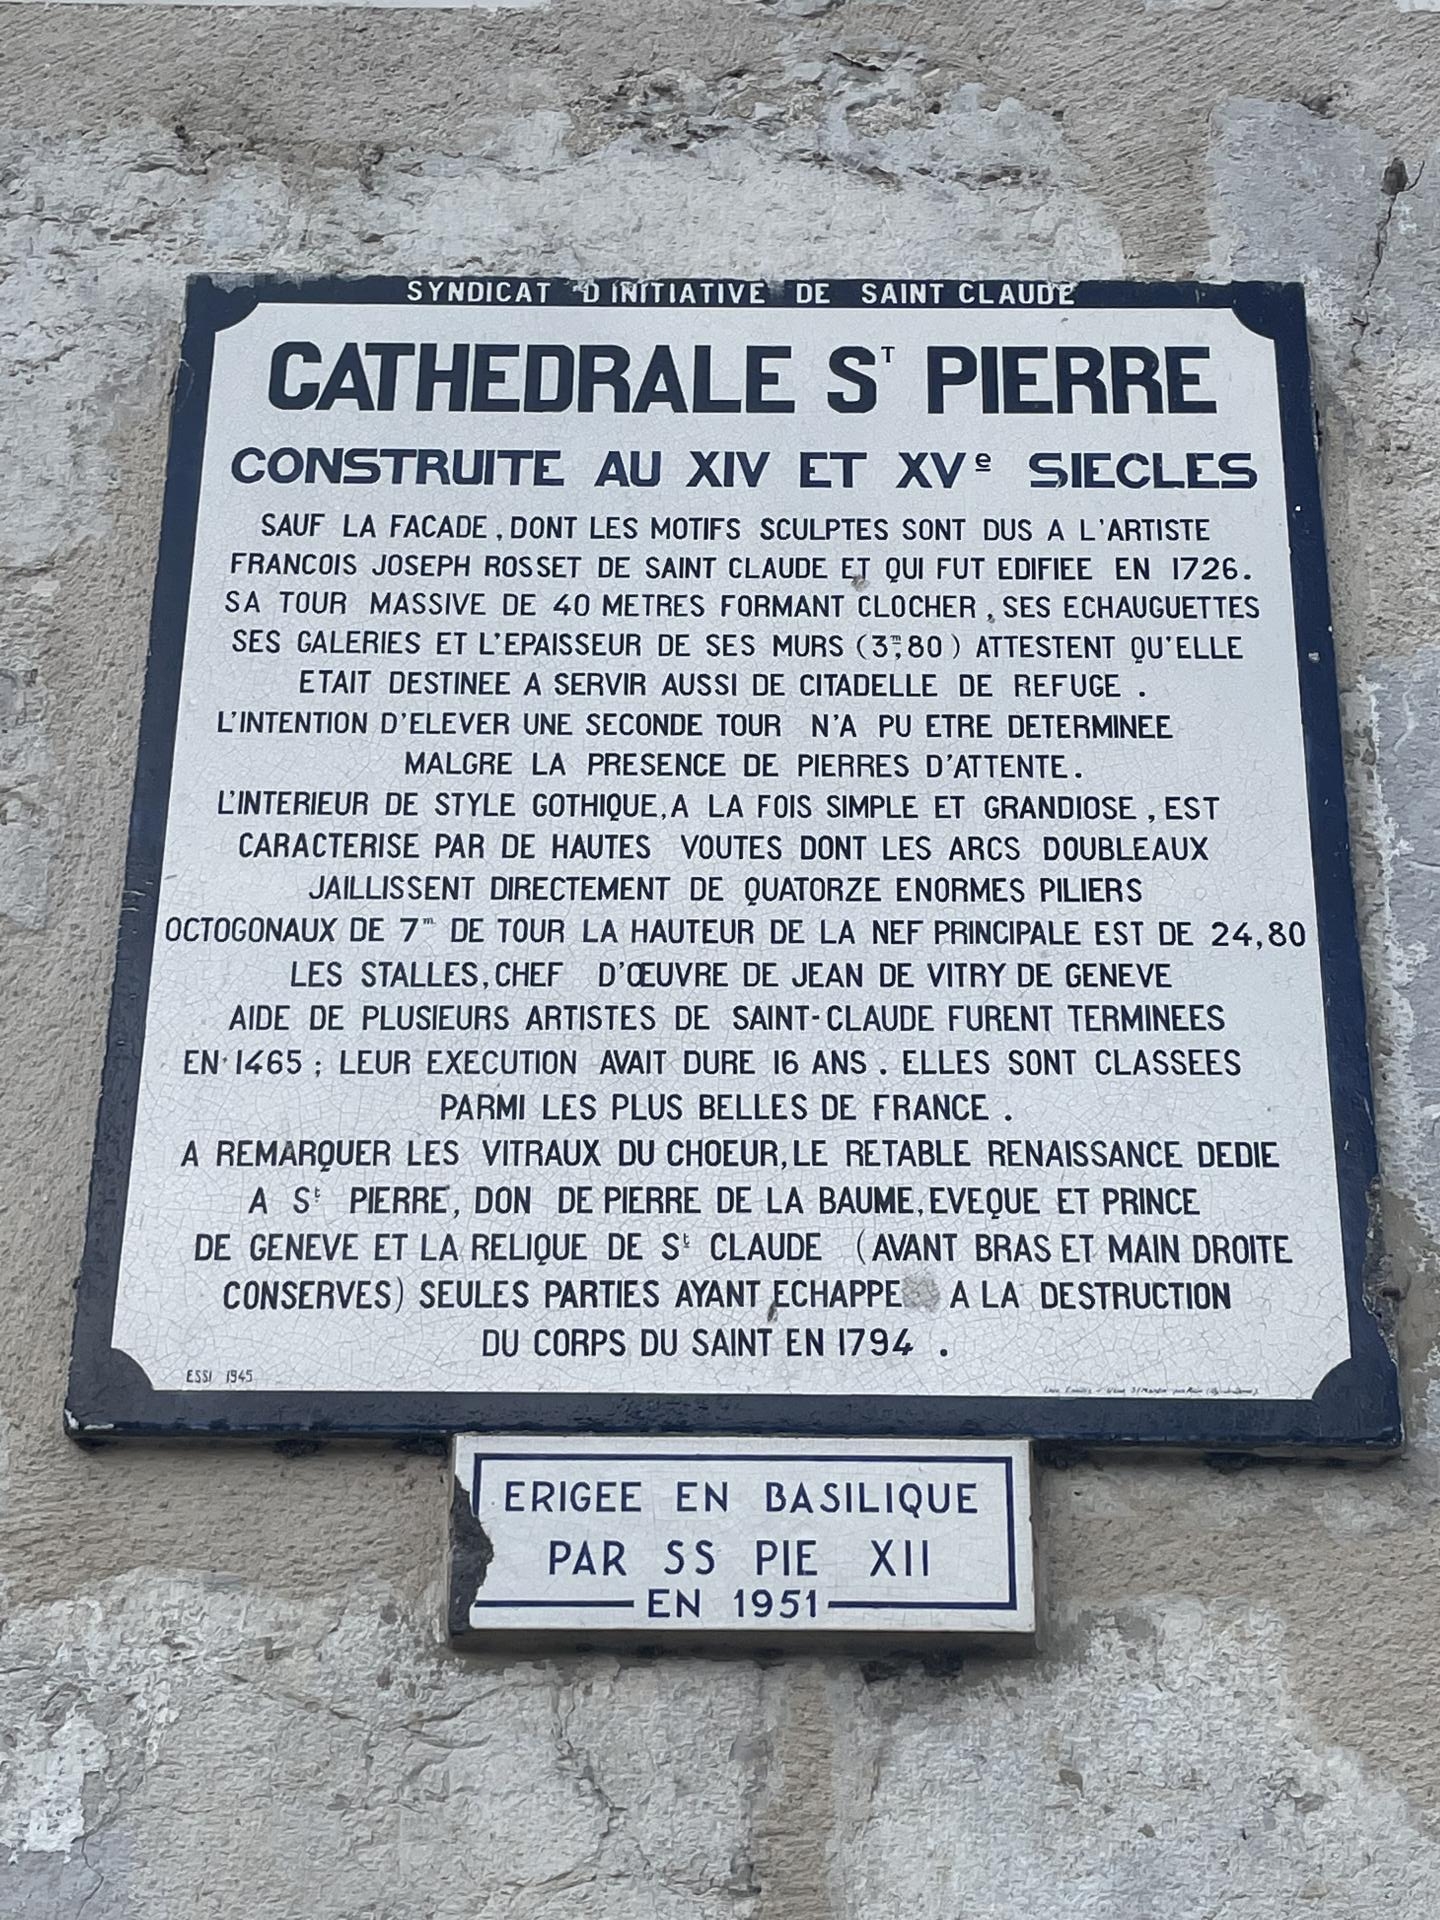 SYNDICAT D'INITIATIVE DE SAINT CLAUDE
CATHEDRALE ST PIERRE
CONSTRUITE AU XIV ET XVe SIECLES
SAUF LA FACADE, DONT LES MOTIFS SCULPTES SONT DUS A L'ARTISTE
FRANCOIS JOSEPH ROSSET DE SAINT CLAUDE ET QUI FUT EDIFIEE EN 1726.
SA TOUR MASSIVE DE 40 METRES FORMANT CLOCHER, SES ECHAUGUETTES
SES GALERIES ET L'EPAISSEUR DE SES MURS (3m,80) ATTESTENT QU'ELLE
ETAIT DESTINEE A SERVIR AUSSI DE CITADELLE DE REFUGE.
L'INTENTION D'ELEVER UNE SECONDE TOUR N'A PU ETRE DETERMINEE
MALGRE LA PRESENCE DE PIERRES D'ATTENTE.
L'INTERIEUR DE STYLE GOTHIQUE, A LA FOIS SIMPLE ET GRANDIOSE, EST
CARACTERISE PAR DE HAUTES VOUTES DONT LES ARCS DOUBLEAUX
JAILLISSENT DIRECTEMENT DE QUATORZE ENORMES PILIERS
OCTOGONAUX DE 7m DE TOUR LA HAUTEUR DE LA NEF PRINCIPALE EST DE 24,80
LES STALLES, CHEF D'ŒUVRE DE JEAN DE VITRY DE GENEVE
AIDE DE PLUSIEURS ARTISTES DE SAINT-CLAUDE FURENT TERMINEES
EN 1465 ; LEUR EXECUTION AVAIT DURE 16 ANS. ELLES SONT CLASSEES
PARMI LES PLUS BELLES DE FRANCE.
A REMARQUER LES VITRAUX DU CHOEUR, LE RETABLE RENAISSANCE DEDIE
A St PIERRE, DON DE PIERRE DE LA BAUME, EVEQUE ET PRINCE
DE GENEVE ET LA RELIQUE DE St CLAUDE (AVANT BRAS ET MAIN DROITE
CONSERVES) SEULES PARTIES AYANT ECHAPPE A LA DESTRUCTION
DU CORPS DU SAINT EN 1794.
ESSI 1945
ERIGEE EN BASILIQUE
PAR SS PIE XII
EN 1951